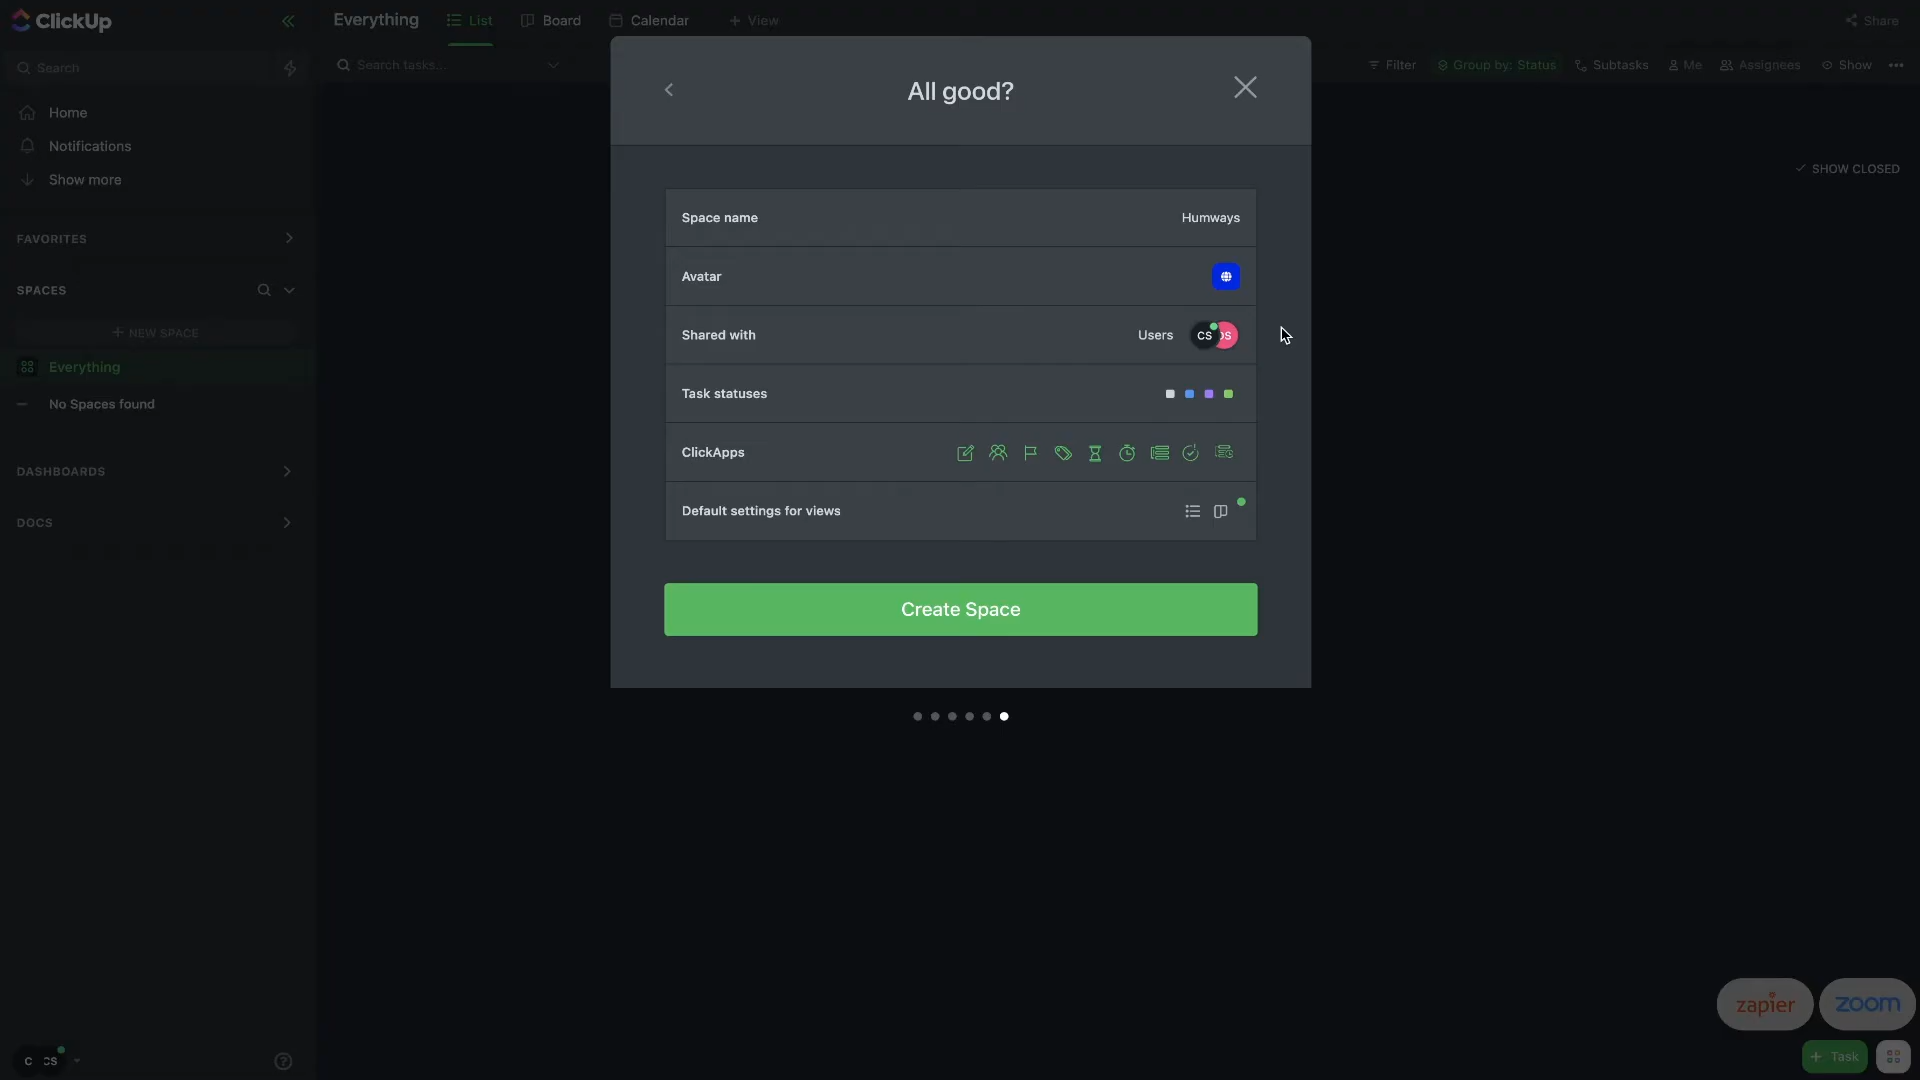 ClickUp
Everything
List
Board
Calendar
+ View
Share
Search
Search tasks...
Filter
Group by: Status
Subtasks
Me
Assignees
Show
Home
Notifications
Show more
SHOW CLOSED
FAVORITES
SPACES
+ NEW SPACE
Everything
No Spaces found
DASHBOARDS
DOCS
All good?
Space name Humways
Avatar
Shared with Users CS
Task statuses
ClickApps
Default settings for views
Create Space
zapier zoom
C
+ Task